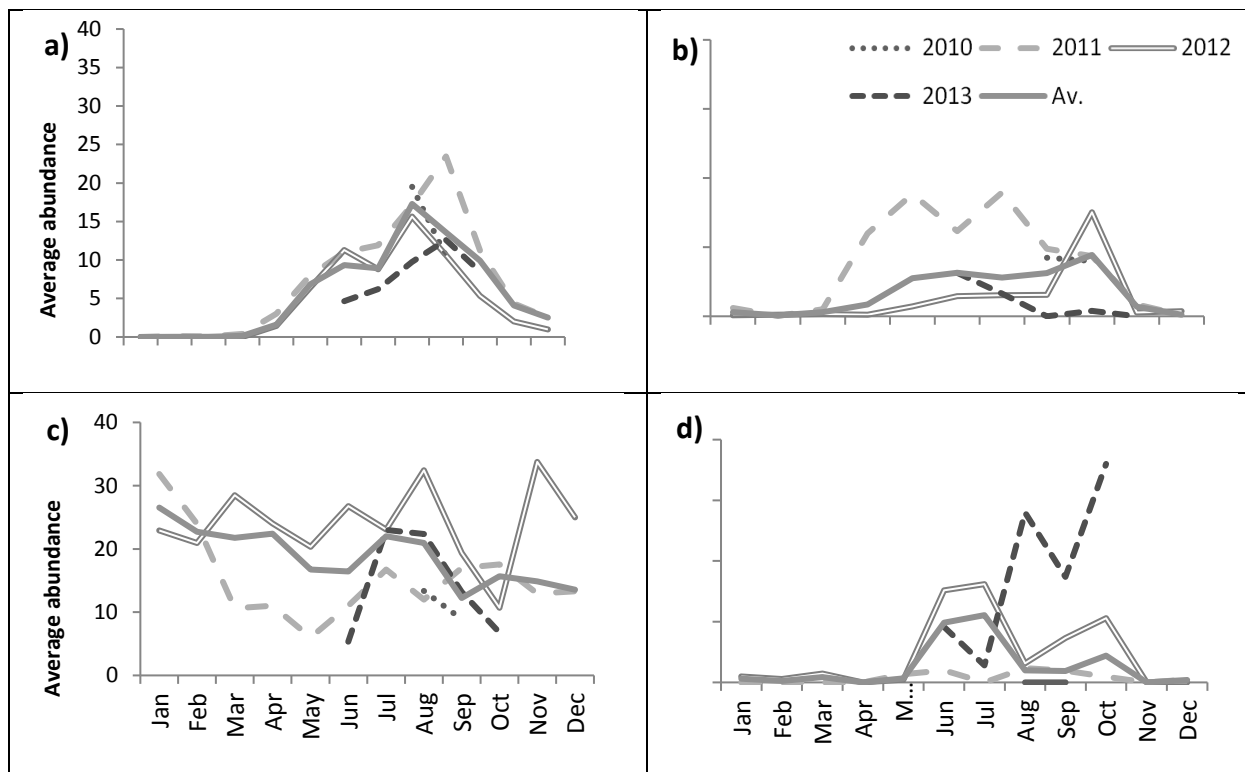 a)
Average abundance
40
35
30
25
20
15
10
5
0
b)
2010 2011 2012
2013 Av.
c)
Average abundance
40
30
20
10
0
Jan Feb Mar Apr May Jun Jul Aug Sep Oct Nov Dec
d)
Jan Feb Mar Apr M... Jun Jul Aug Sep Oct Nov Dec